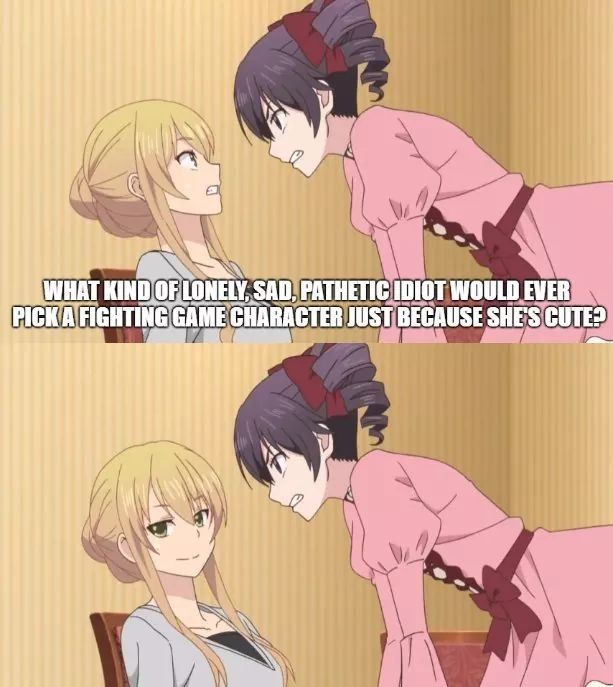 WHAT KIND OF LONELY, SAD, PATHETIC IDIOT WOULD EVER
PICK A FIGHTING GAME CHARACTER JUST BECAUSE SHE'S CUTE?